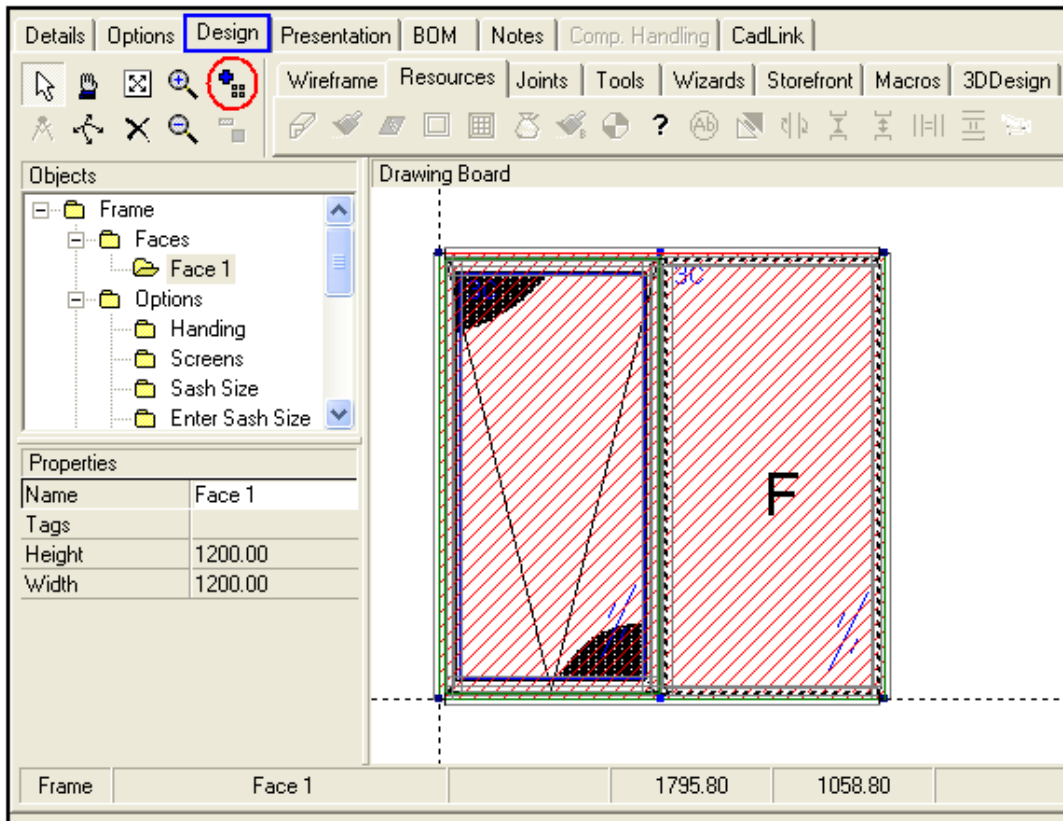 Details Options Design Presentation BOM Notes Comp. Handling CadLink
Wireframe Resources Joints Tools Wizards Storefront Macros 3DDesign
? Ab
Objects
Frame
Faces
Face 1
Options
Handing
Screens
Sash Size
Enter Sash Size
Properties
Name Face 1
Tags
Height 1200.00
Width 1200.00
Drawing Board
3C
F
Frame Face 1 1795.80 1058.80